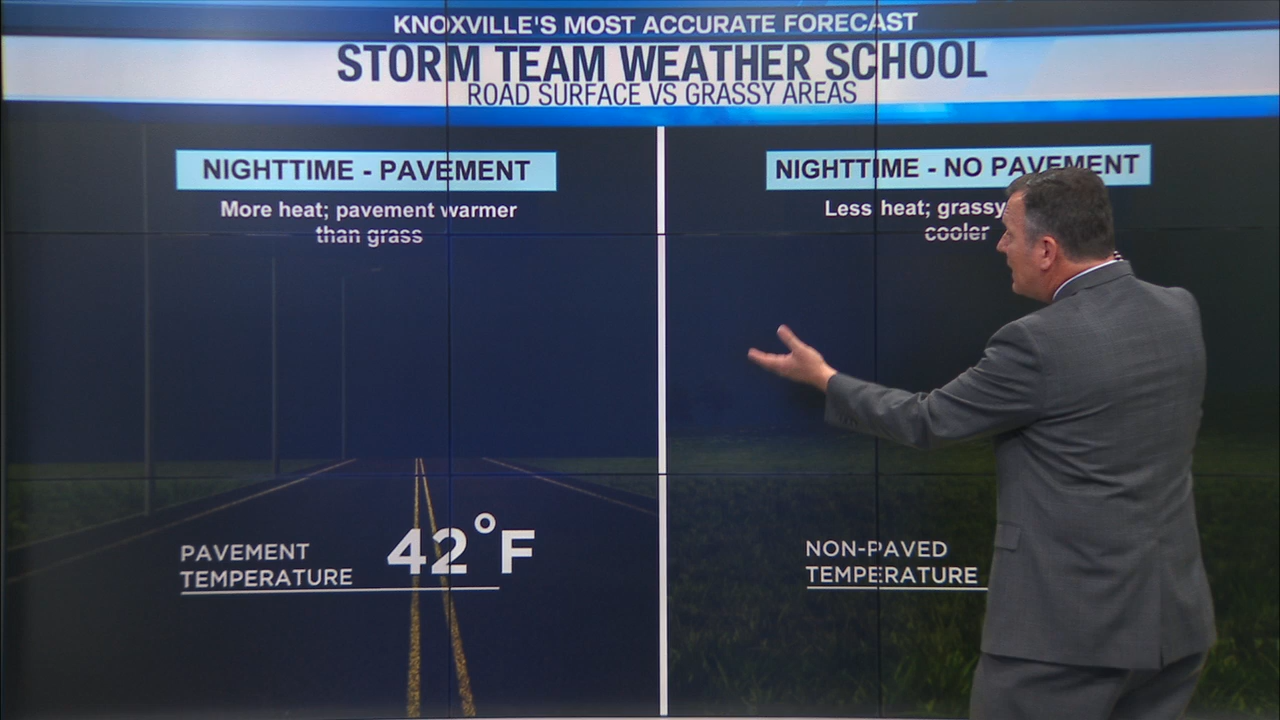 KNOXVILLE'S MOST ACCURATE FORECAST
STORM TEAM WEATHER SCHOOL
ROAD SURFACE VS GRASSY AREAS
NIGHTTIME - PAVEMENT
More heat; pavement warmer
than grass
PAVEMENT
TEMPERATURE
42°F
NIGHTTIME - NO PAVEMENT
Less heat; grassy
cooler
NON-PAVED
TEMPERATURE